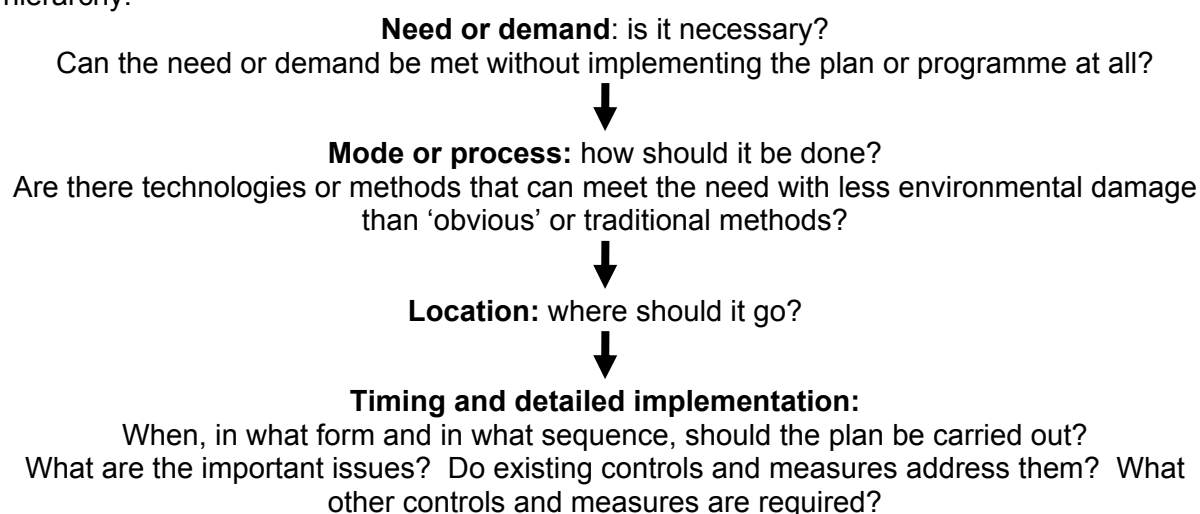 hierarchy:
Need or demand: is it necessary?
Can the need or demand be met without implementing the plan or programme at all?
Mode or process: how should it be done?
Are there technologies or methods that can meet the need with less environmental damage
than ‘obvious’ or traditional methods?
Location: where should it go?
Timing and detailed implementation:
When, in what form and in what sequence, should the plan be carried out?
What are the important issues?  Do existing controls and measures address them?  What
other controls and measures are required?